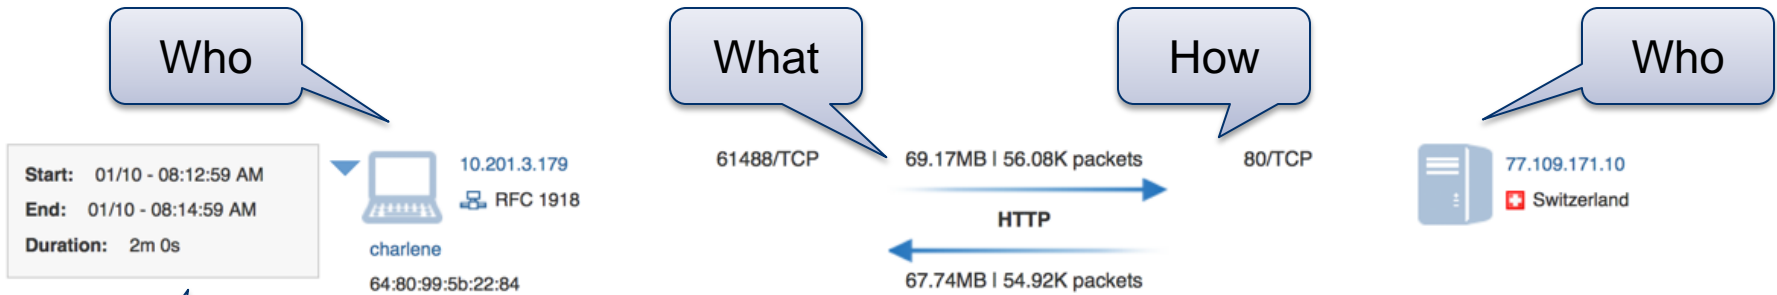 Who
What
How
Who
Start: 01/10 - 08:12:59 AM
End: 01/10 - 08:14:59 AM
Duration: 2m 0s
10.201.3.179
RFC 1918
charlene
64:80:99:5b:22:84
61488/TCP
69.17MB | 56.08K packets
HTTP
67.74MB | 54.92K packets
80/TCP
77.109.171.10
Switzerland